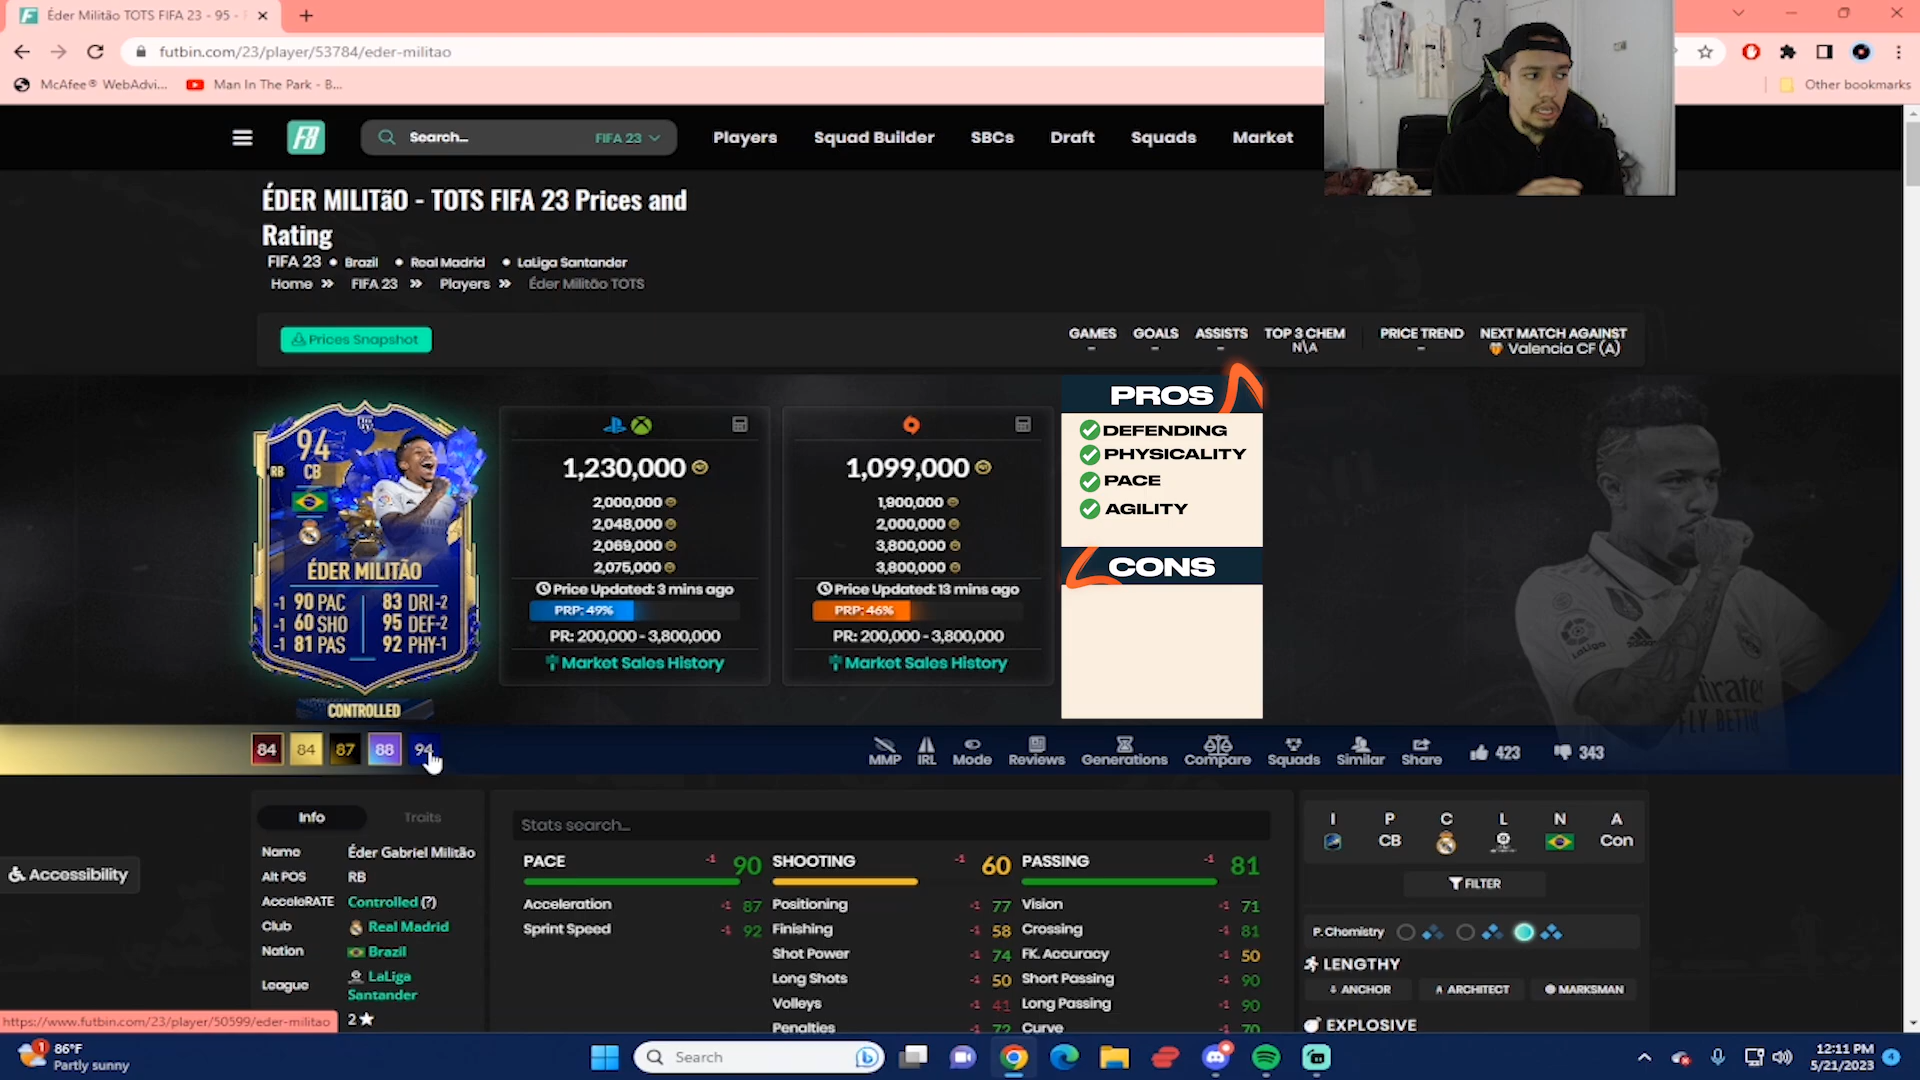 Éder Militão TOTS FIFA 23 - 95 -
futbin.com/23/player/53784/eder-militao
McAfee® WebAdvi...
Man In The Park - B...
Other bookmarks
Search...
FIFA 23
Players
Squad Builder
SBCs
Draft
Squads
Market
ÉDER MILITãO - TOTS FIFA 23 Prices and
Rating
FIFA 23 • Brazil • Real Madrid • LaLiga Santander
Home » FIFA 23 » Players » Éder Militão TOTS
Prices Snapshot
GAMES
-
GOALS
-
ASSISTS
-
TOP 3 CHEM
N\A
PRICE TREND
-
NEXT MATCH AGAINST
Valencia CF (A)
94
CB
RB
ÉDER MILITÃO
-1 90 PAC 83 DRI-2
-1 60 SHO 95 DEF-2
-1 81 PAS 92 PHY-1
CONTROLLED
1,230,000
2,000,000
2,048,000
2,069,000
2,075,000
Price Updated: 3 mins ago
PRP: 49%
PR: 200,000 - 3,800,000
Market Sales History
1,099,000
1,900,000
2,000,000
3,800,000
3,800,000
Price Updated: 13 mins ago
PRP: 46%
PR: 200,000 - 3,800,000
Market Sales History
PROS
DEFENDING
PHYSICALITY
PACE
AGILITY
CONS
84 84 87 88 94
MMP
IRL
Mode
Reviews
Generations
Compare
Squads
Similar
Share
423
343
Info
Traits
Name Éder Gabriel Militão
Alt POS RB
AcceleRATE Controlled (?)
Club Real Madrid
Nation Brazil
League LaLiga
Santander
2★
Stats search...
PACE -1 90
Acceleration -1 87
Sprint Speed -1 92
SHOOTING -1 60
Positioning -1 77
Finishing -1 58
Shot Power -1 74
Long Shots -1 50
Volleys -1 41
Penalties -1 72
PASSING -1 81
Vision -1 71
Crossing -1 81
FK. Accuracy -1 50
Short Passing -1 90
Long Passing -1 90
Curve -1 70
I P C L N A
CB Con
FILTER
P. Chemistry
LENGTHY
ANCHOR
ARCHITECT
MARKSMAN
EXPLOSIVE
Accessibility
https://www.futbin.com/23/player/50599/eder-militao
1
86°F
Partly sunny
Search
12:11 PM
5/21/2023
4